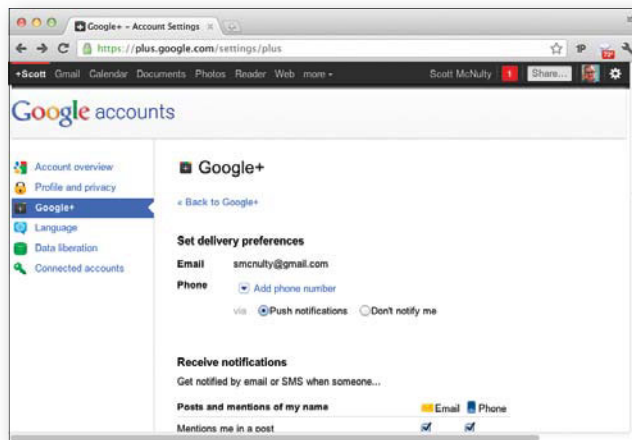 Google+ – Account Settings
https://plus.google.com/settings/plus
+Scott Gmail Calendar Documents Photos Reader Web more
Scott McNulty 1 Share...
Google accounts
Account overview
Profile and privacy
Google+
Language
Data liberation
Connected accounts
Google+
« Back to Google+
Set delivery preferences
Email smcnulty@gmail.com
Phone Add phone number
via Push notifications Don't notify me
Receive notifications
Get notified by email or SMS when someone...
Posts and mentions of my name Email Phone
Mentions me in a post